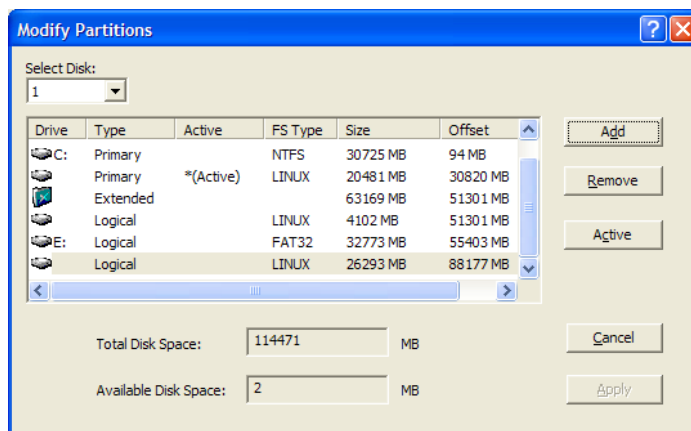 Modify Partitions
Select Disk:
1
Drive Type Active FS Type Size Offset
C: Primary NTFS 30725 MB 94 MB
Primary *(Active) LINUX 20481 MB 30820 MB
Extended 63169 MB 51301 MB
Logical LINUX 4102 MB 51301 MB
E: Logical FAT32 32773 MB 55403 MB
Logical LINUX 26293 MB 88177 MB
Add
Remove
Active
Total Disk Space: 114471 MB
Available Disk Space: 2 MB
Cancel
Apply